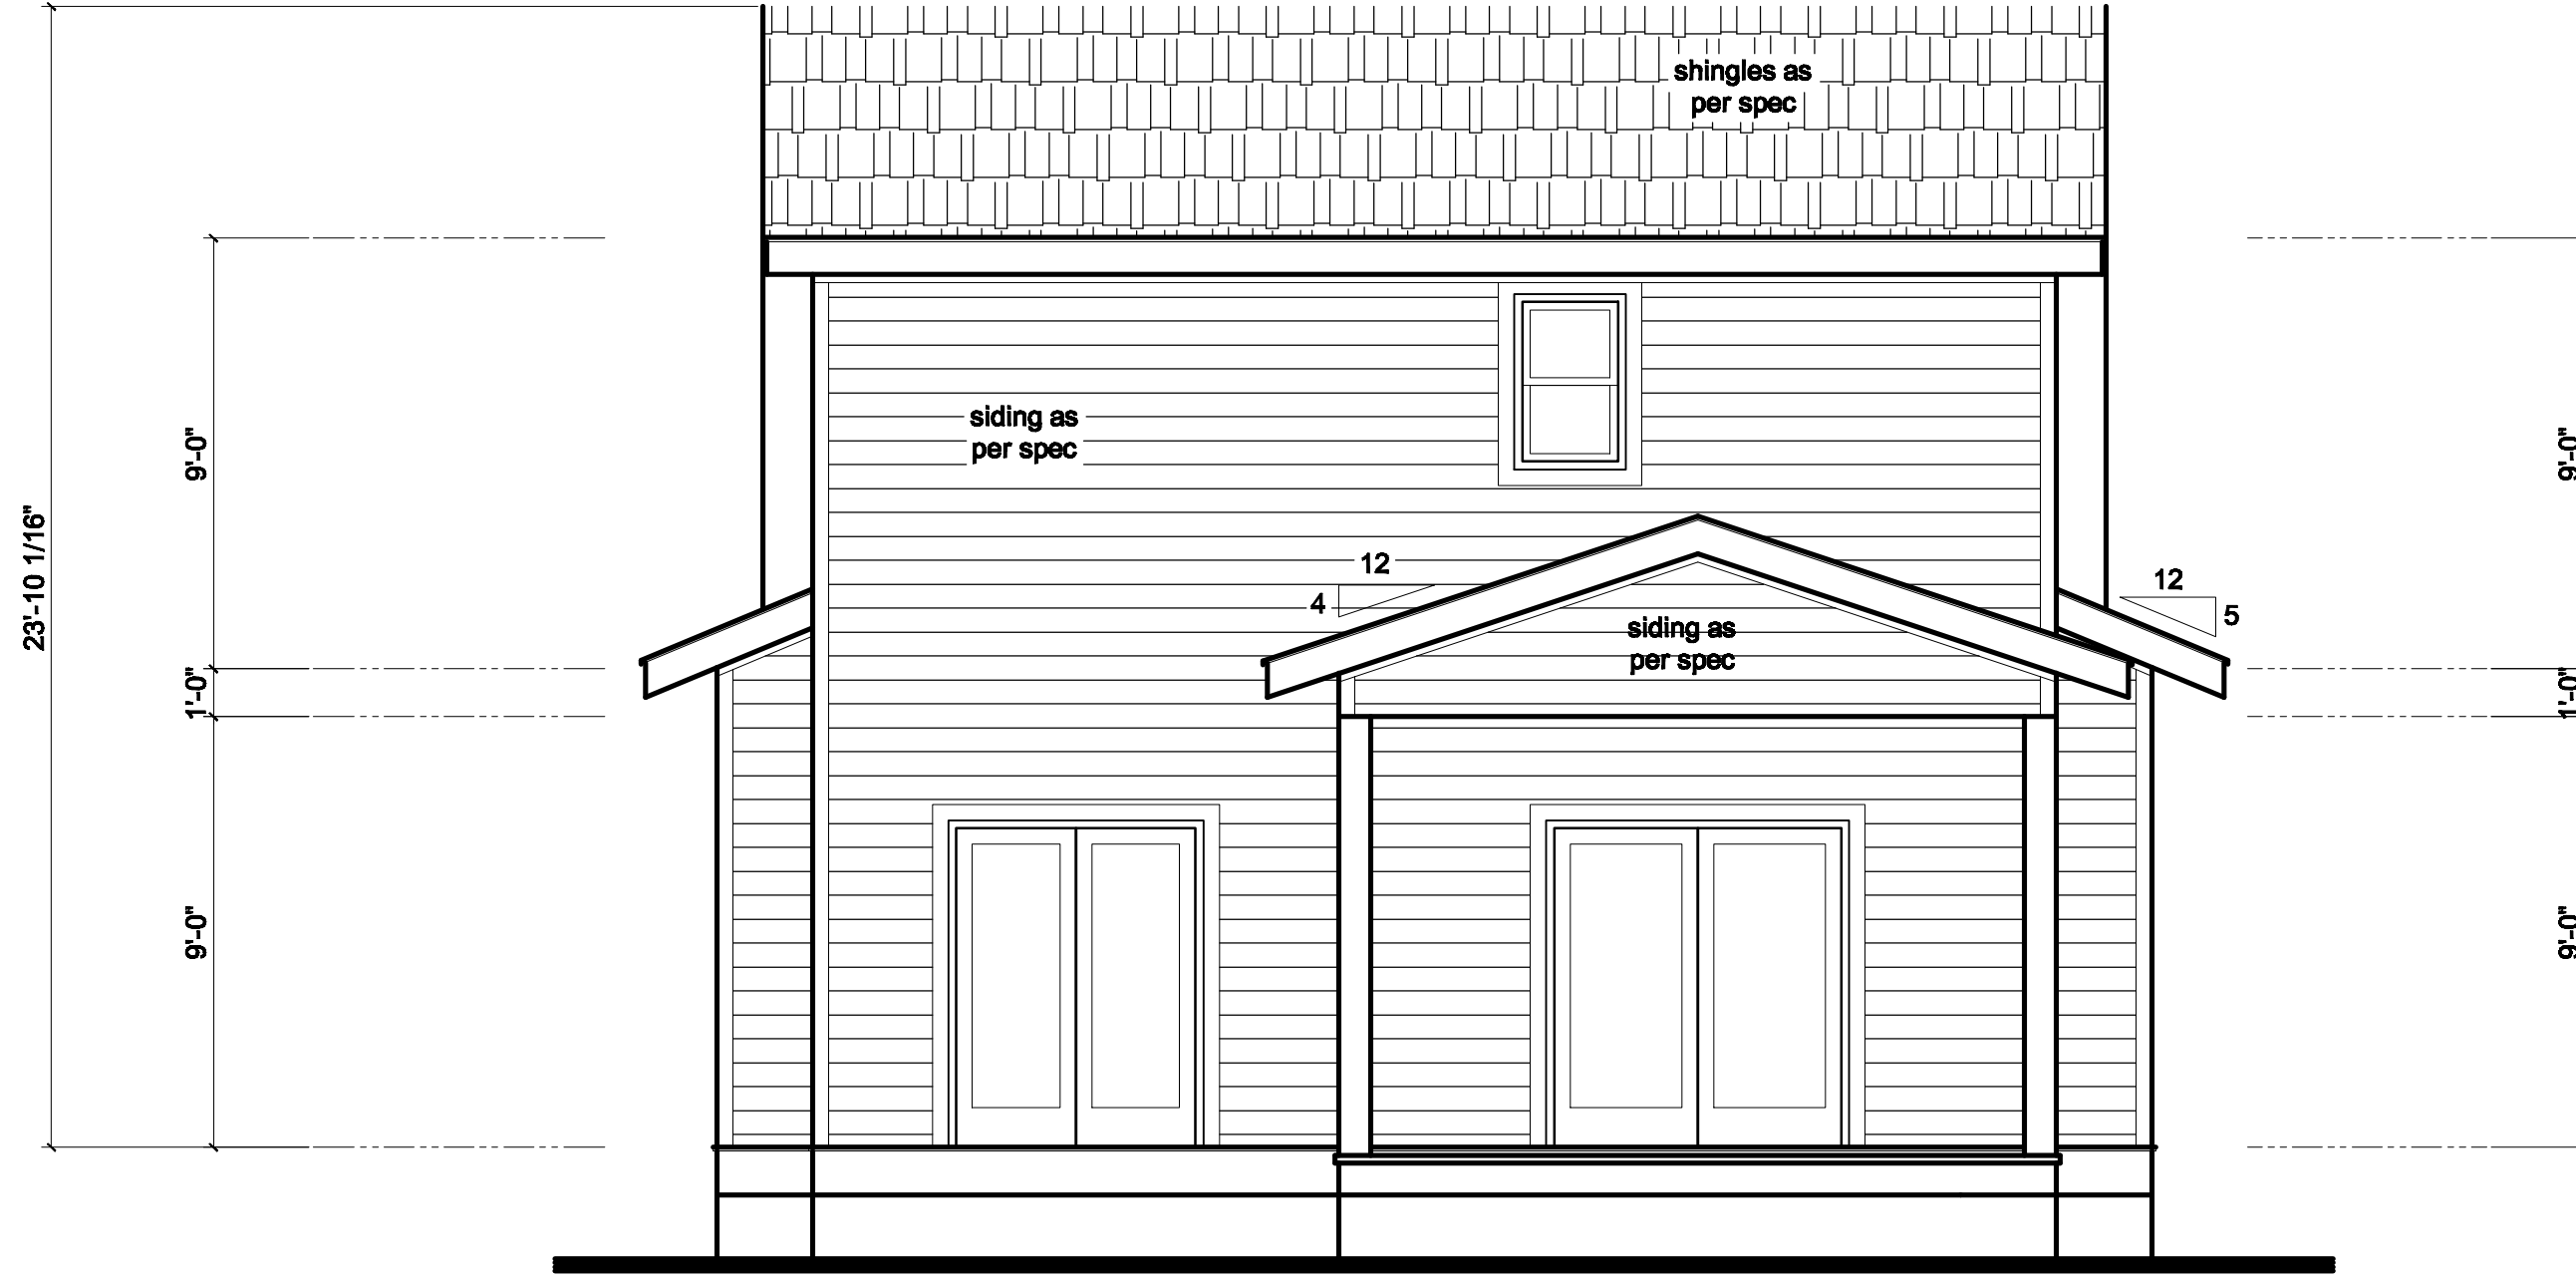 shingles as
per spec
9'-0"
siding as
per spec
9'-0"
23'-10 1/16"
12
4
12
5
siding as
per spec
1'-0"
1'-0"
9'-0"
9'-0"